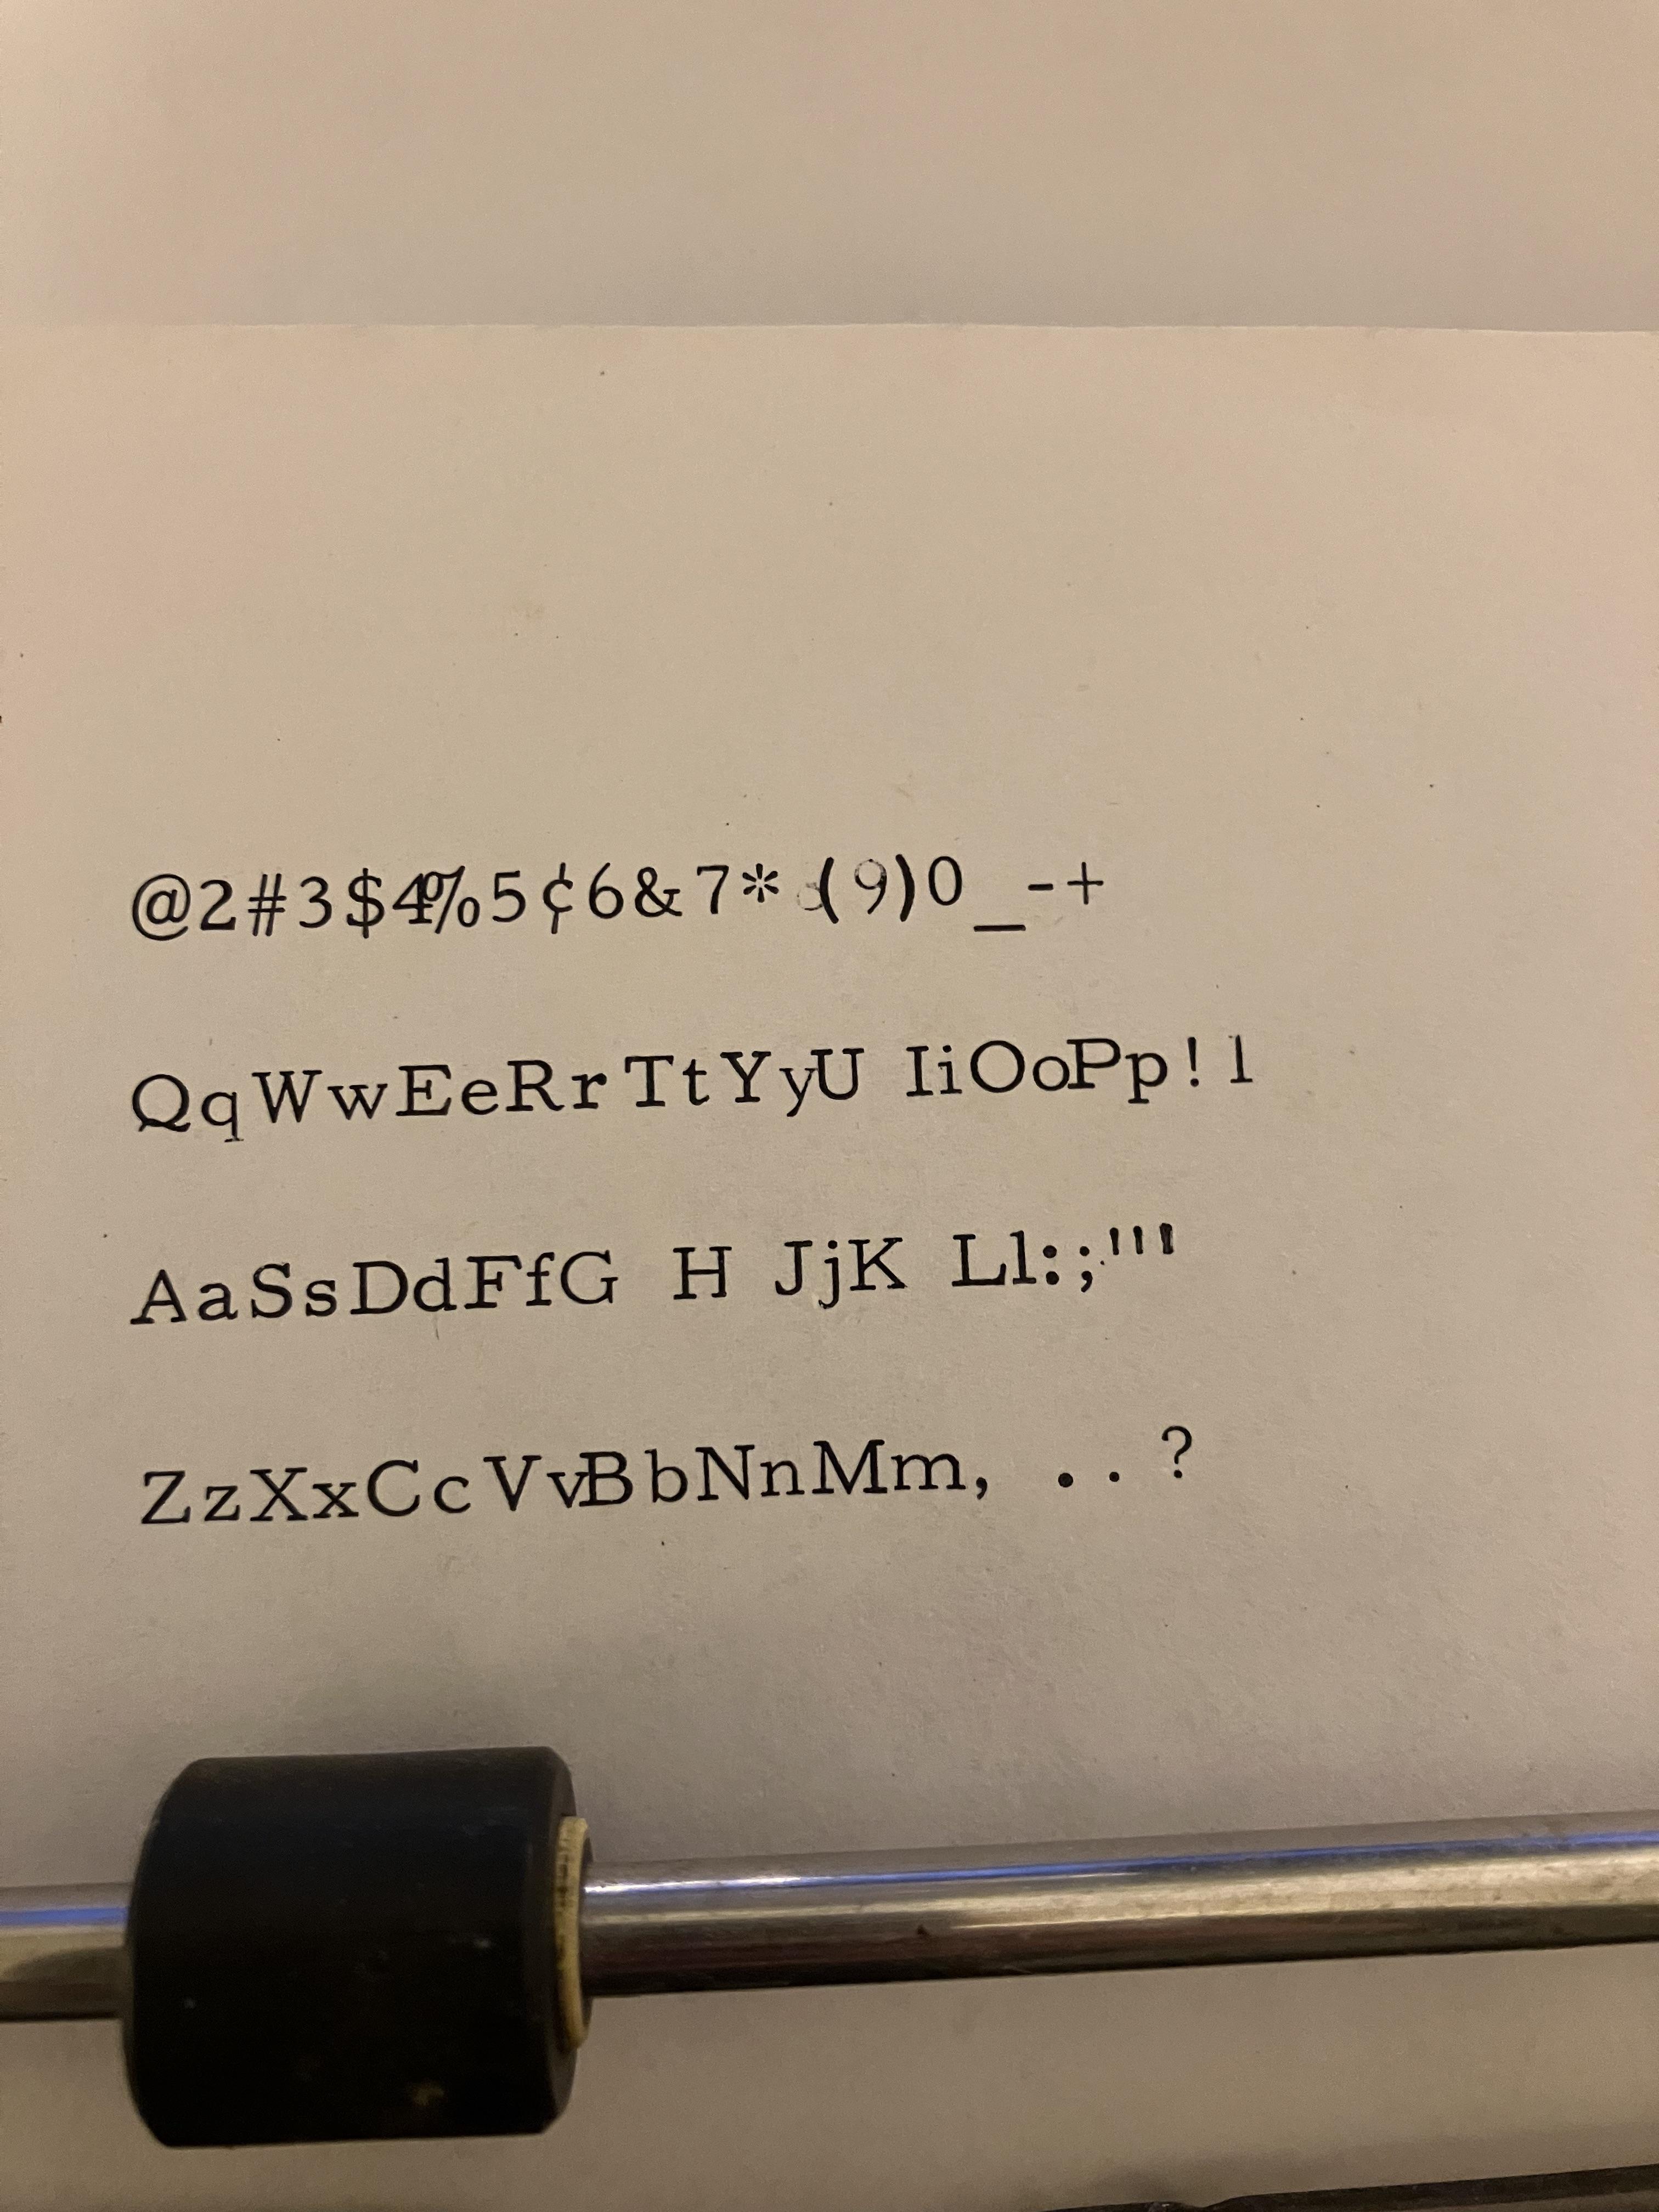 @2#3$4%5¢6&7* (9)0_-+
QqWwEeRrTtYyU IiOoPp!1
AaSsDdFfG H JjK Ll:;'''
ZzXxCcVvBbNnMm, .. ?